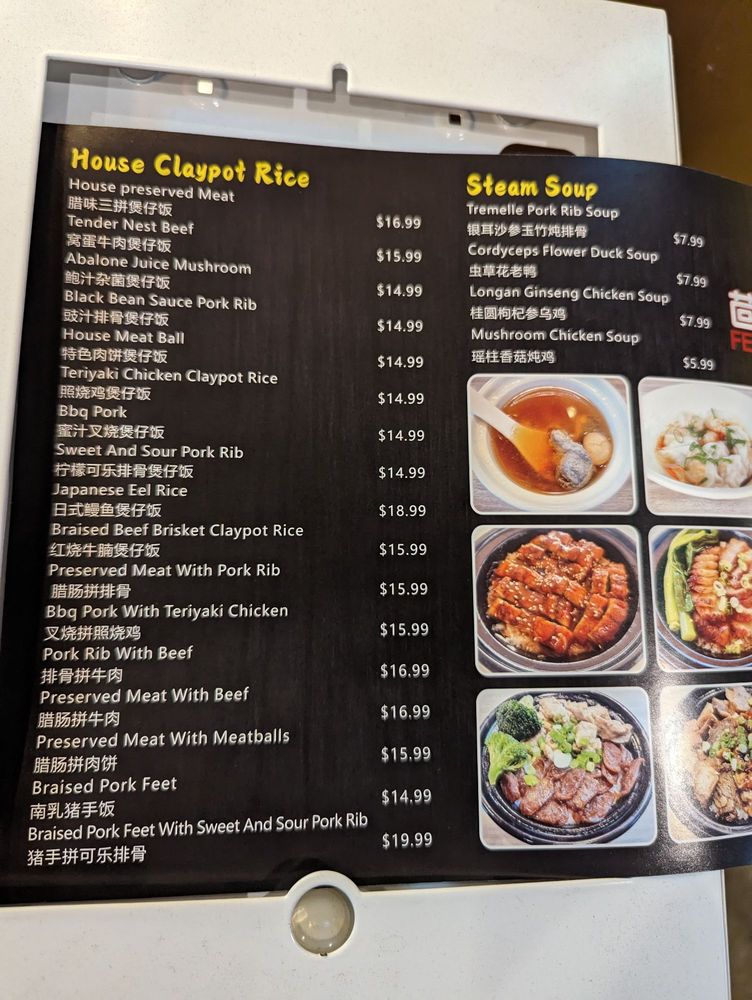 House Claypot Rice
House preserved Meat
腊味三拼煲仔饭 $16.99
Tender Nest Beef
窝蛋牛肉煲仔饭 $15.99
Abalone Juice Mushroom
鲍汁杂菌煲仔饭 $14.99
Black Bean Sauce Pork Rib
豉汁排骨煲仔饭 $14.99
House Meat Ball
特色肉饼煲仔饭 $14.99
Teriyaki Chicken Claypot Rice
照烧鸡煲仔饭 $14.99
Bbq Pork
蜜汁叉烧煲仔饭 $14.99
Sweet And Sour Pork Rib
柠檬可乐排骨煲仔饭 $14.99
Japanese Eel Rice
日式鳗鱼煲仔饭 $18.99
Braised Beef Brisket Claypot Rice
红烧牛腩煲仔饭 $15.99
Preserved Meat With Pork Rib
腊肠拼排骨 $15.99
Bbq Pork With Teriyaki Chicken
叉烧拼照烧鸡 $15.99
Pork Rib With Beef
排骨拼牛肉 $16.99
Preserved Meat With Beef
腊肠拼牛肉 $16.99
Preserved Meat With Meatballs
腊肠拼肉饼 $15.99
Braised Pork Feet
南乳猪手饭 $14.99
Braised Pork Feet With Sweet And Sour Pork Rib
猪手拼可乐排骨 $19.99
Steam Soup
Tremelle Pork Rib Soup
银耳沙参玉竹炖排骨 $7.99
Cordyceps Flower Duck Soup
虫草花老鸭 $7.99
Longan Ginseng Chicken Soup
桂圆枸杞参乌鸡 $7.99
Mushroom Chicken Soup
瑶柱香菇炖鸡 $5.99
FE